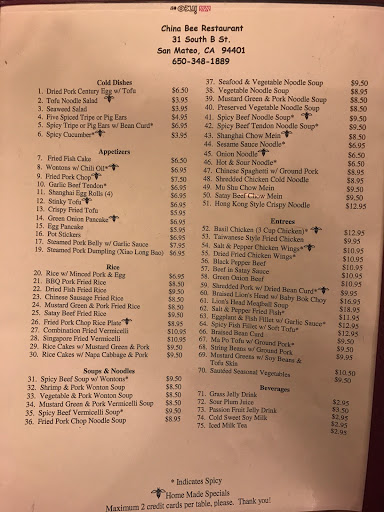 China Bee Restaurant
31 South B St.
San Mateo, CA 94401
650-348-1889
Cold Dishes
1. Dried Pork Century Egg w/ Tofu $6.50
2. Tofu Noodle Salad $3.95
3. Seaweed Salad $3.95
4. Five Spiced Tripe or Pig Ears $6.95
5. Spicy Tripe or Pig Ears w/ Bean Curd* $6.95
6. Spicy Cucumber* $3.95
Appetizers
7. Fried Fish Cake $6.50
8. Wontons w/ Chili Oil* $6.95
9. Fried Pork Chop $7.50
10. Garlic Beef Tendon* $6.95
11. Shanghai Egg Rolls (4) $6.95
12. Stinky Tofu $6.95
13. Crispy Fried Tofu $5.95
14. Green Onion Pancake $6.95
15. Egg Pancake $5.95
16. Pot Stickers $6.95
17. Steamed Pork Belly w/ Garlic Sauce $7.95
19. Steamed Pork Dumpling (Xiao Long Bao) $6.95
Rice
20. Rice w/ Minced Pork & Egg $6.95
21. BBQ Pork Fried Rice $8.50
22. Dried Fish Fried Rice $9.50
23. Chinese Sausage Fried Rice $8.50
24. Mustard Green & Pork Fried Rice $8.50
25. Satay Beef Fried Rice $9.50
26. Fried Pork Chop Rice Plate $8.95
27. Combination Fried Vermicelli $10.95
28. Singapore Fried Vermicelli $10.95
29. Rice Cakes w/ Mustard Green & Pork $9.50
30. Rice Cakes w/ Napa Cabbage & Pork $9.50
Soups & Noodles
31. Spicy Beef Soup w/ Wontons* $9.50
32. Shrimp & Pork Wonton Soup $8.50
33. Vegetable & Pork Wonton Soup $8.50
34. Mustard Green & Pork Vermicelli Soup $8.50
35. Spicy Beef Vermicelli Soup* $9.50
36. Fried Pork Chop Noodle Soup $8.95
37. Seafood & Vegetable Noodle Soup $9.50
38. Vegetable Noodle Soup $8.95
39. Mustard Green & Pork Noodle Soup $8.50
40. Preserved Vegetable Noodle Soup $8.50
41. Spicy Beef Noodle Soup* $9.50
42. Spicy Beef Tendon Noodle Soup* $9.50
43. Shanghai Chow Mein $8.50
44. Sesame Sauce Noodle* $6.95
45. Onion Noodle $6.50
46. Hot & Sour Noodle* $6.50
47. Chinese Spaghetti w/ Ground Pork $8.95
48. Shredded Chicken Cold Noodle $8.95
49. Mu Shu Chow Mein $9.50
50. Satay Beef Chow Mein $9.50
51. Hong Kong Style Crispy Noodle $12.95
Entrees
52. Basil Chicken (3 Cup Chicken)* $12.95
53. Taiwanese Style Fried Chicken $9.95
54. Salt & Pepper Chicken Wings* $10.95
55. Dried Fried Chicken Wings* $10.95
56. Black Pepper Beef $10.95
57. Beef in Satay Sauce $10.95
58. Green Onion Beef $10.95
59. Shredded Pork w/ Dried Bean Curd* $9.95
60. Braised Lion's Head w/ Baby Bok Choy $16.95
61. Lion's Head Meatball Soup $8.95
62. Salt & Pepper Fried Fish* $8.95
63. Eggplant & Fish Fillet w/ Garlic Sauce* $11.95
64. Spicy Fish Fillet w/ Soft Tofu* $12.95
66. Braised Bean Curd $11.95
67. Ma Po Tofu w/ Ground Pork* $9.50
68. String Beans w/ Ground Pork $9.50
69. Mustard Greens w/ Soy Beans & $9.95
Tofu Skin
70. Sautéed Seasonal Vegetables $10.50
$9.50
Beverages
71. Grass Jelly Drink
72. Sour Plum Juice $2.95
73. Passion Fruit Jelly Drink $3.50
74. Cold Sweet Soy Milk $2.95
75. Iced Milk Tea $2.95
$2.95
* Indicates Spicy
Home Made Specials
Maximum 2 credit cards per table, please. Thank you!